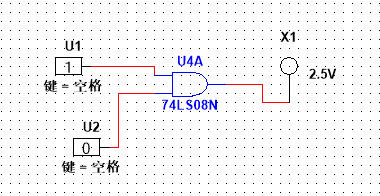 X1
U1
U4A
1
2.5V
键 = 空格
74LS08N
U2
0
键 = 空格